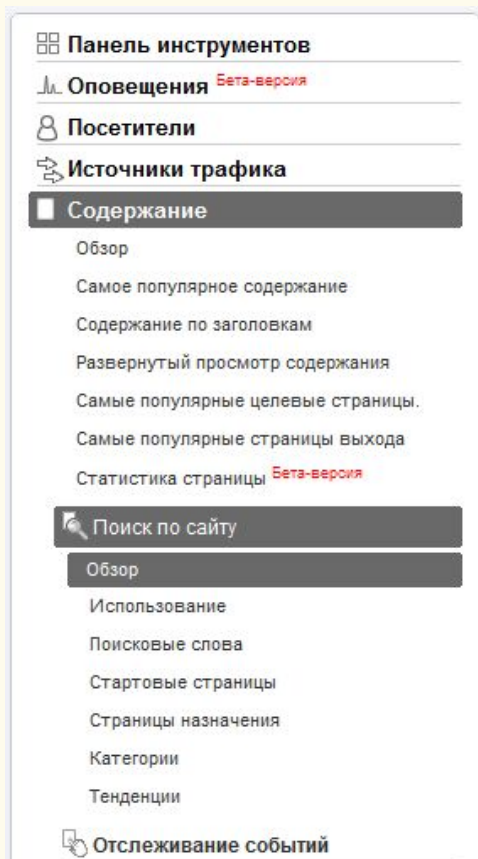 Панель инструментов
Оповещения Бета-версия
Посетители
Источники трафика
Содержание
Обзор
Самое популярное содержание
Содержание по заголовкам
Развернутый просмотр содержания
Самые популярные целевые страницы.
Самые популярные страницы выхода
Статистика страницы Бета-версия
Поиск по сайту
Обзор
Использование
Поисковые слова
Стартовые страницы
Страницы назначения
Категории
Тенденции
Отслеживание событий